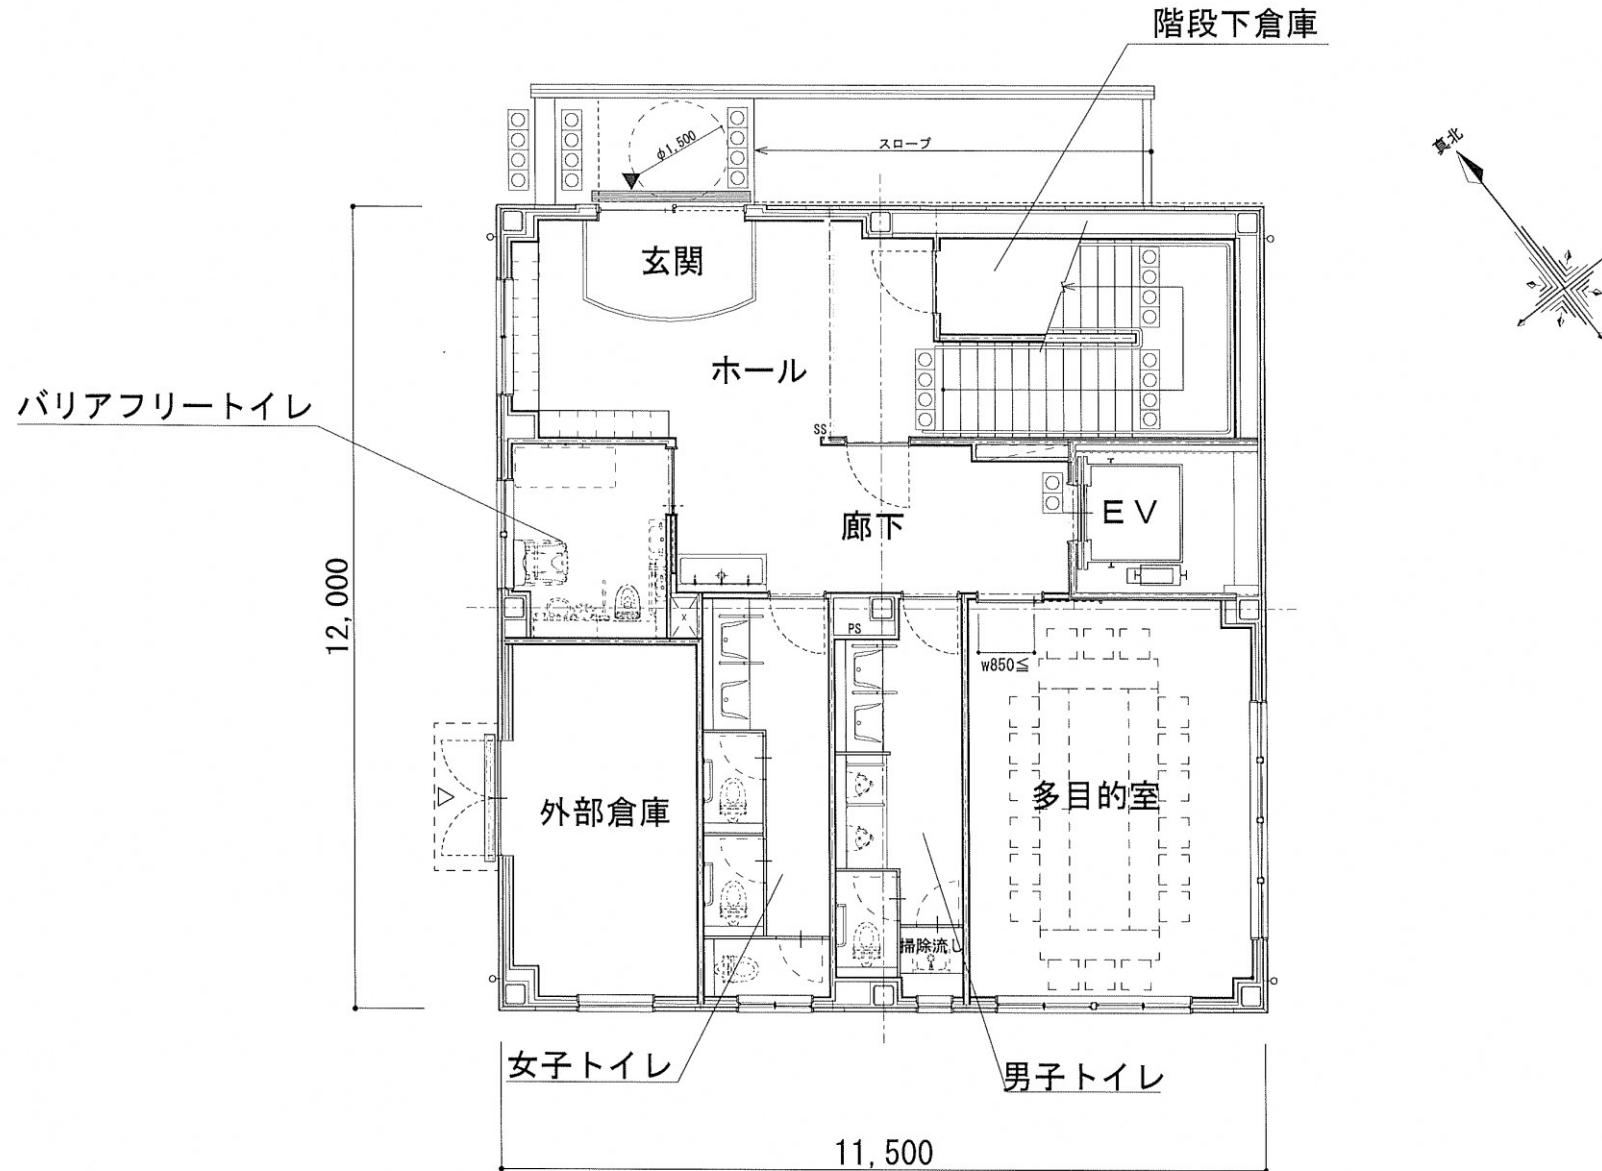 階段下倉庫
真北
φ1,500
スロープ
玄関
ホール
バリアフリートイレ
SS
EV
廊下
12,000
PS
w850≦
外部倉庫
多目的室
掃除流し
女子トイレ
男子トイレ
11,500